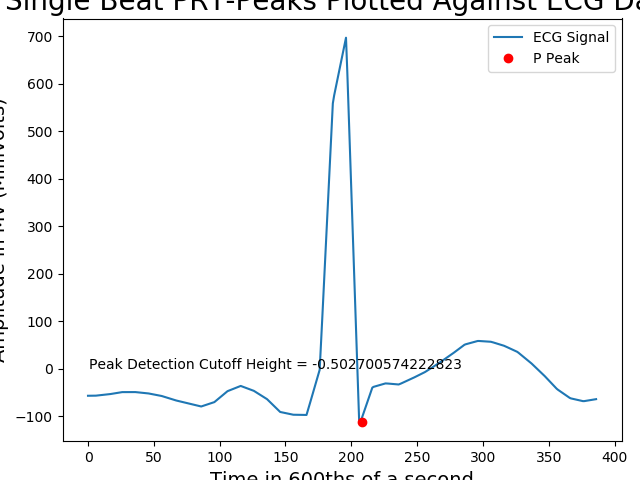 Single Beat PRT-Peaks Plotted Against ECG Da
ECG Signal
P Peak
700
600
500
400
300
200
100
0
−100
Amplitude in MV (MilliVolts)
Peak Detection Cutoff Height = -0.502700574222823
0 50 100 150 200 250 300 350 400
Time in 600ths of a second